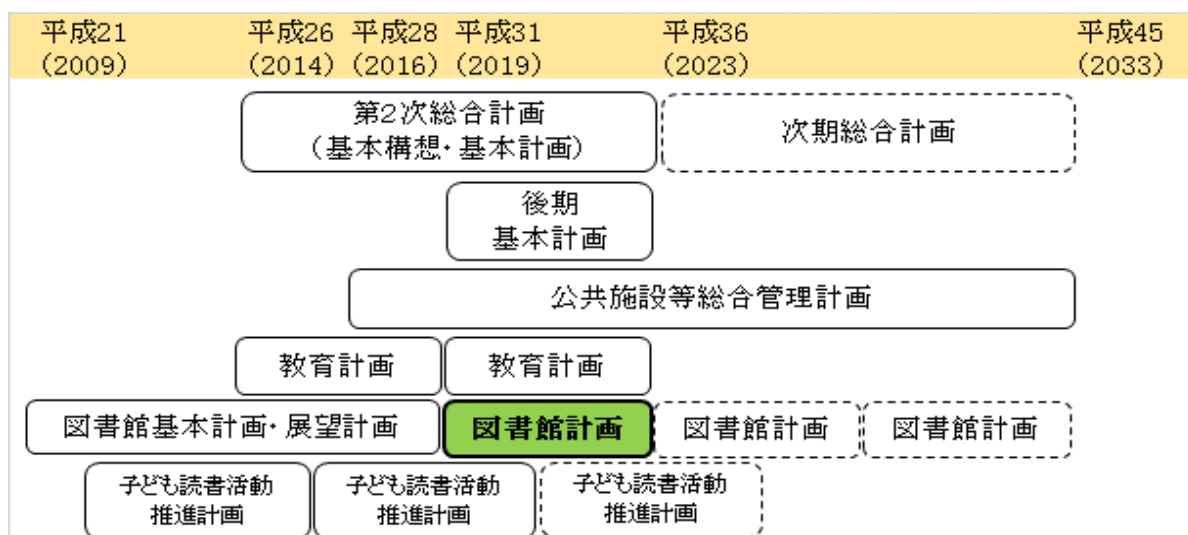 平成21 平成26 平成28 平成31 平成36 平成45
(2009) (2014) (2016) (2019) (2023) (2033)
第2次総合計画
(基本構想・基本計画)
次期総合計画
後期
基本計画
公共施設等総合管理計画
教育計画 教育計画
図書館基本計画・展望計画 図書館計画 図書館計画 図書館計画
子ども読書活動
推進計画
子ども読書活動
推進計画
子ども読書活動
推進計画